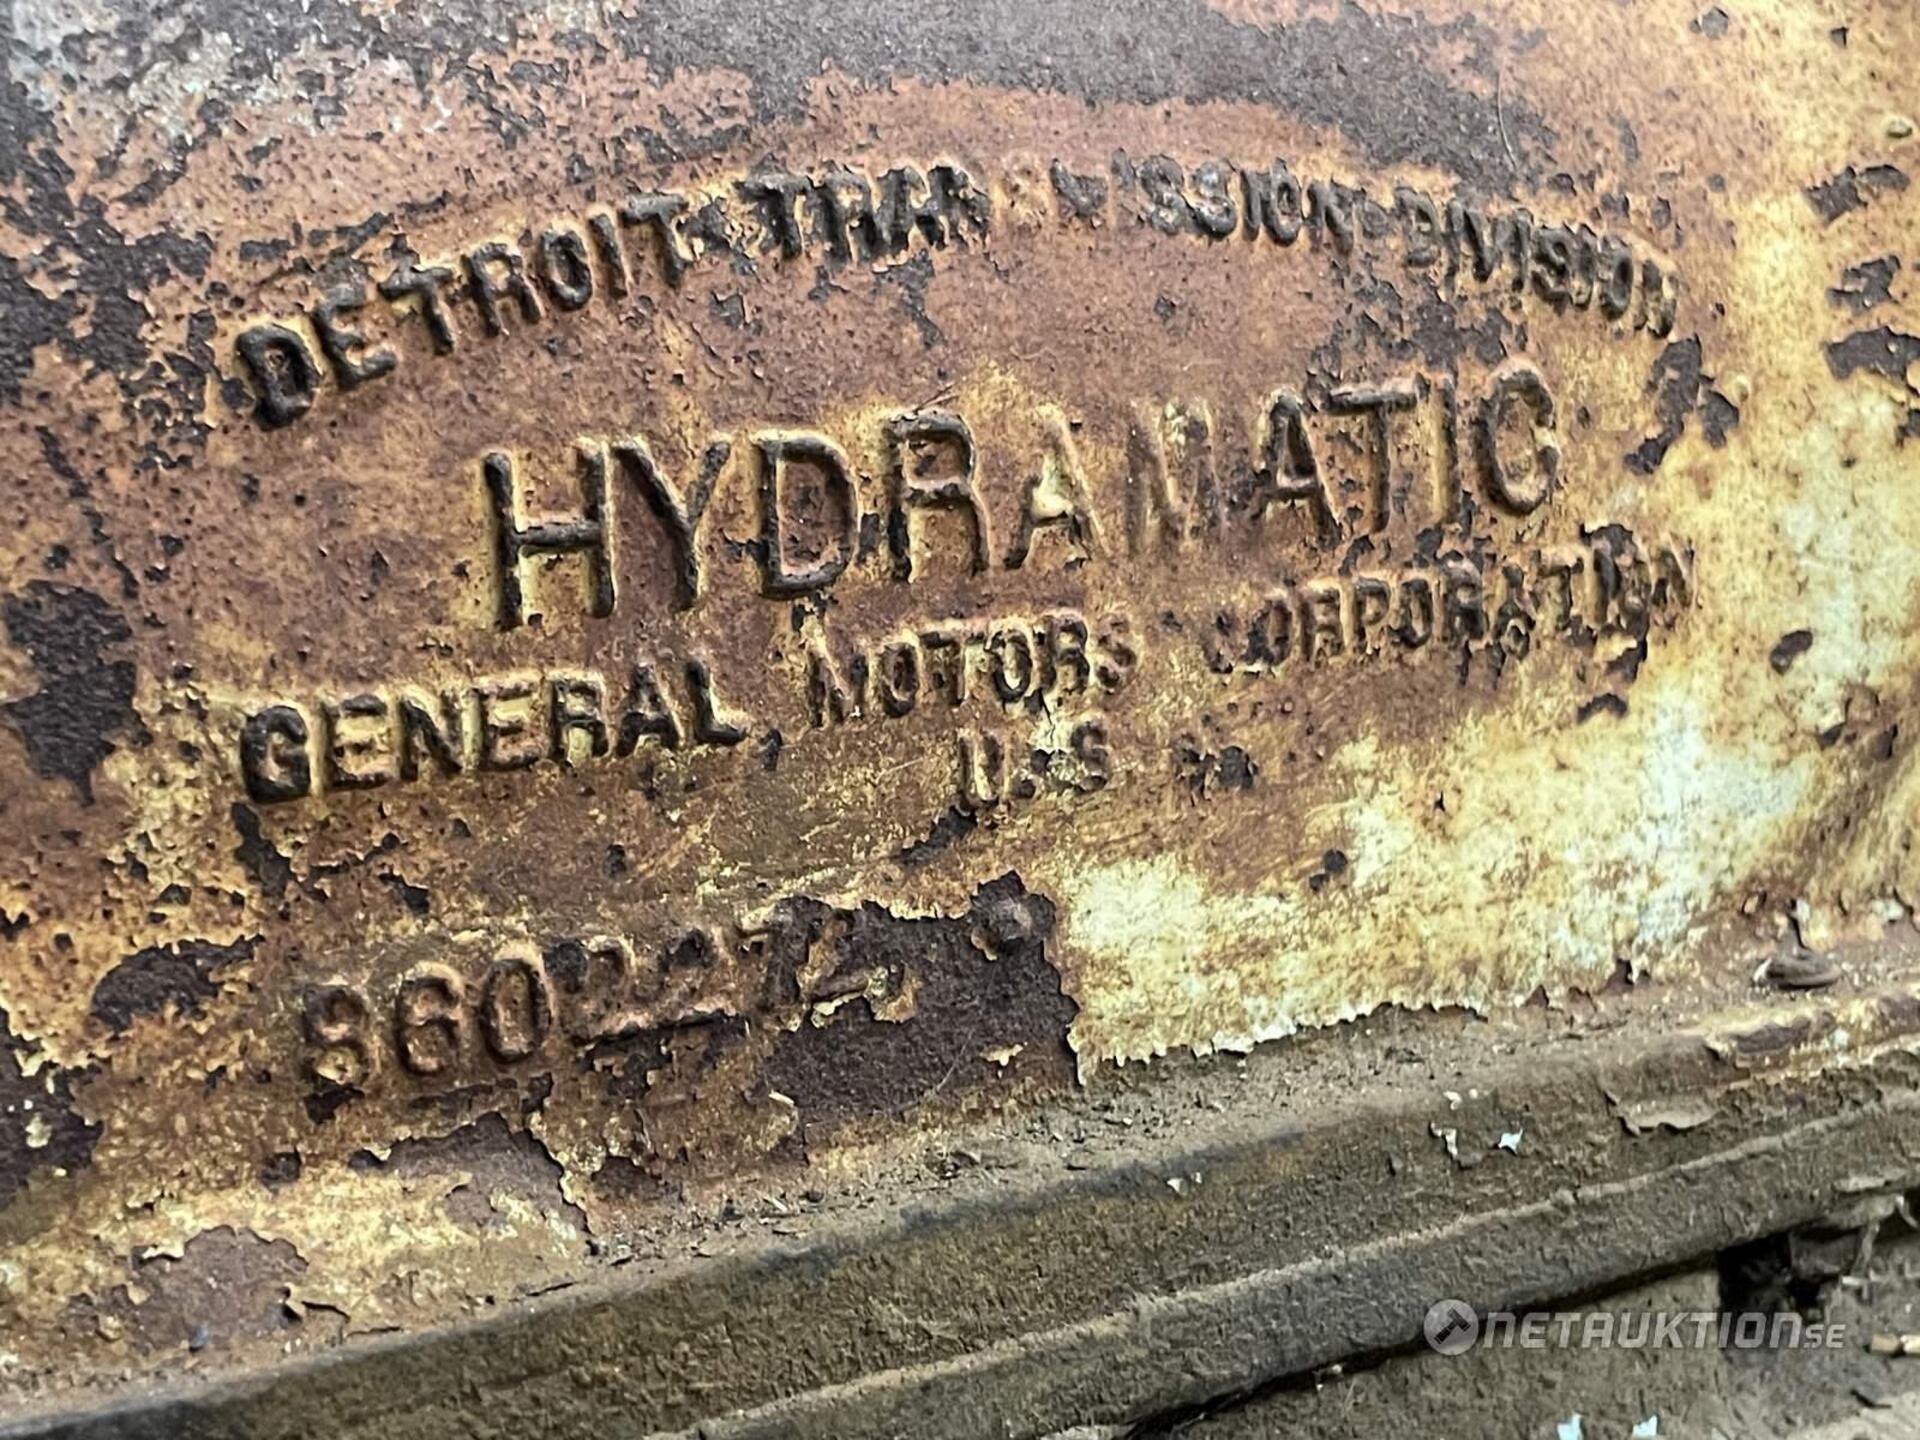 DETROIT·TRANSMISSION·DIVISION
HYDRAMATIC
GENERAL MOTORS CORPORATION
U.S.
NETAUKTION.SE